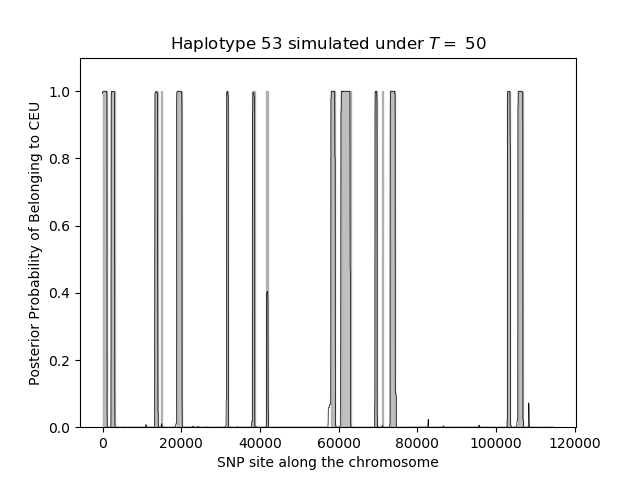 Haplotype 53 simulated under T = 50
Posterior Probability of Belonging to CEU
1.0
0.8
0.6
0.4
0.2
0.0
0 20000 40000 60000 80000 100000 120000
SNP site along the chromosome